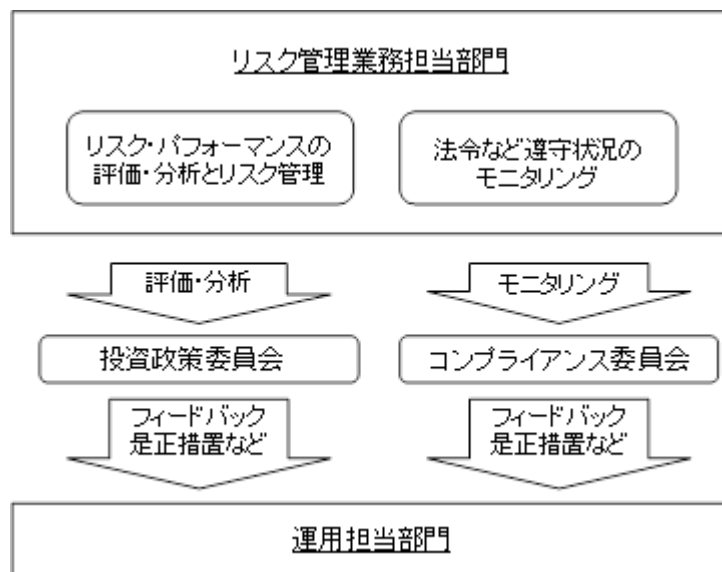 リスク管理業務担当部門
リスク・パフォーマンスの
評価・分析とリスク管理
法令など遵守状況の
モニタリング
評価・分析
モニタリング
投資政策委員会
コンプライアンス委員会
フィードバック
是正措置など
フィードバック
是正措置など
運用担当部門